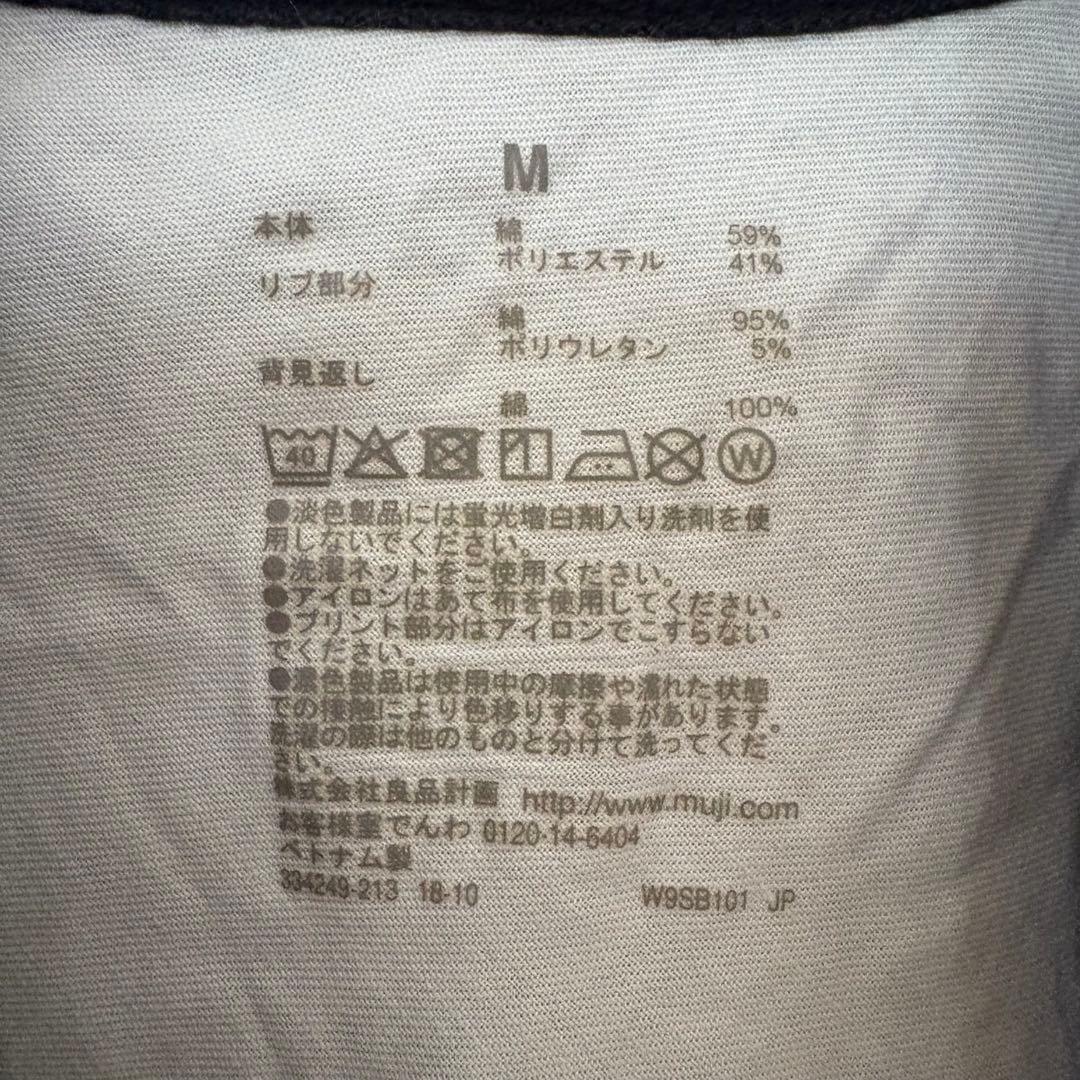 M
本体 綿 59%
ポリエステル 41%
リブ部分
綿 95%
ポリウレタン 5%
背見返し
綿 100%
40 W
●淡色製品には蛍光増白剤入り洗剤を使
用しないでください。
●洗濯ネットをご使用ください。
●アイロンはあて布を使用してください。
●プリント部分はアイロンでこすらない
でください。
●濃色製品は使用中の摩擦や濡れた状態
での接触により色移りする事があります。
洗濯の際は他のものと分けて洗ってくだ
さい。
株式会社良品計画 http://www.muji.com
お客様室でんわ 0120-14-6404
ベトナム製
334249-213 18-10 W9SB101 JP